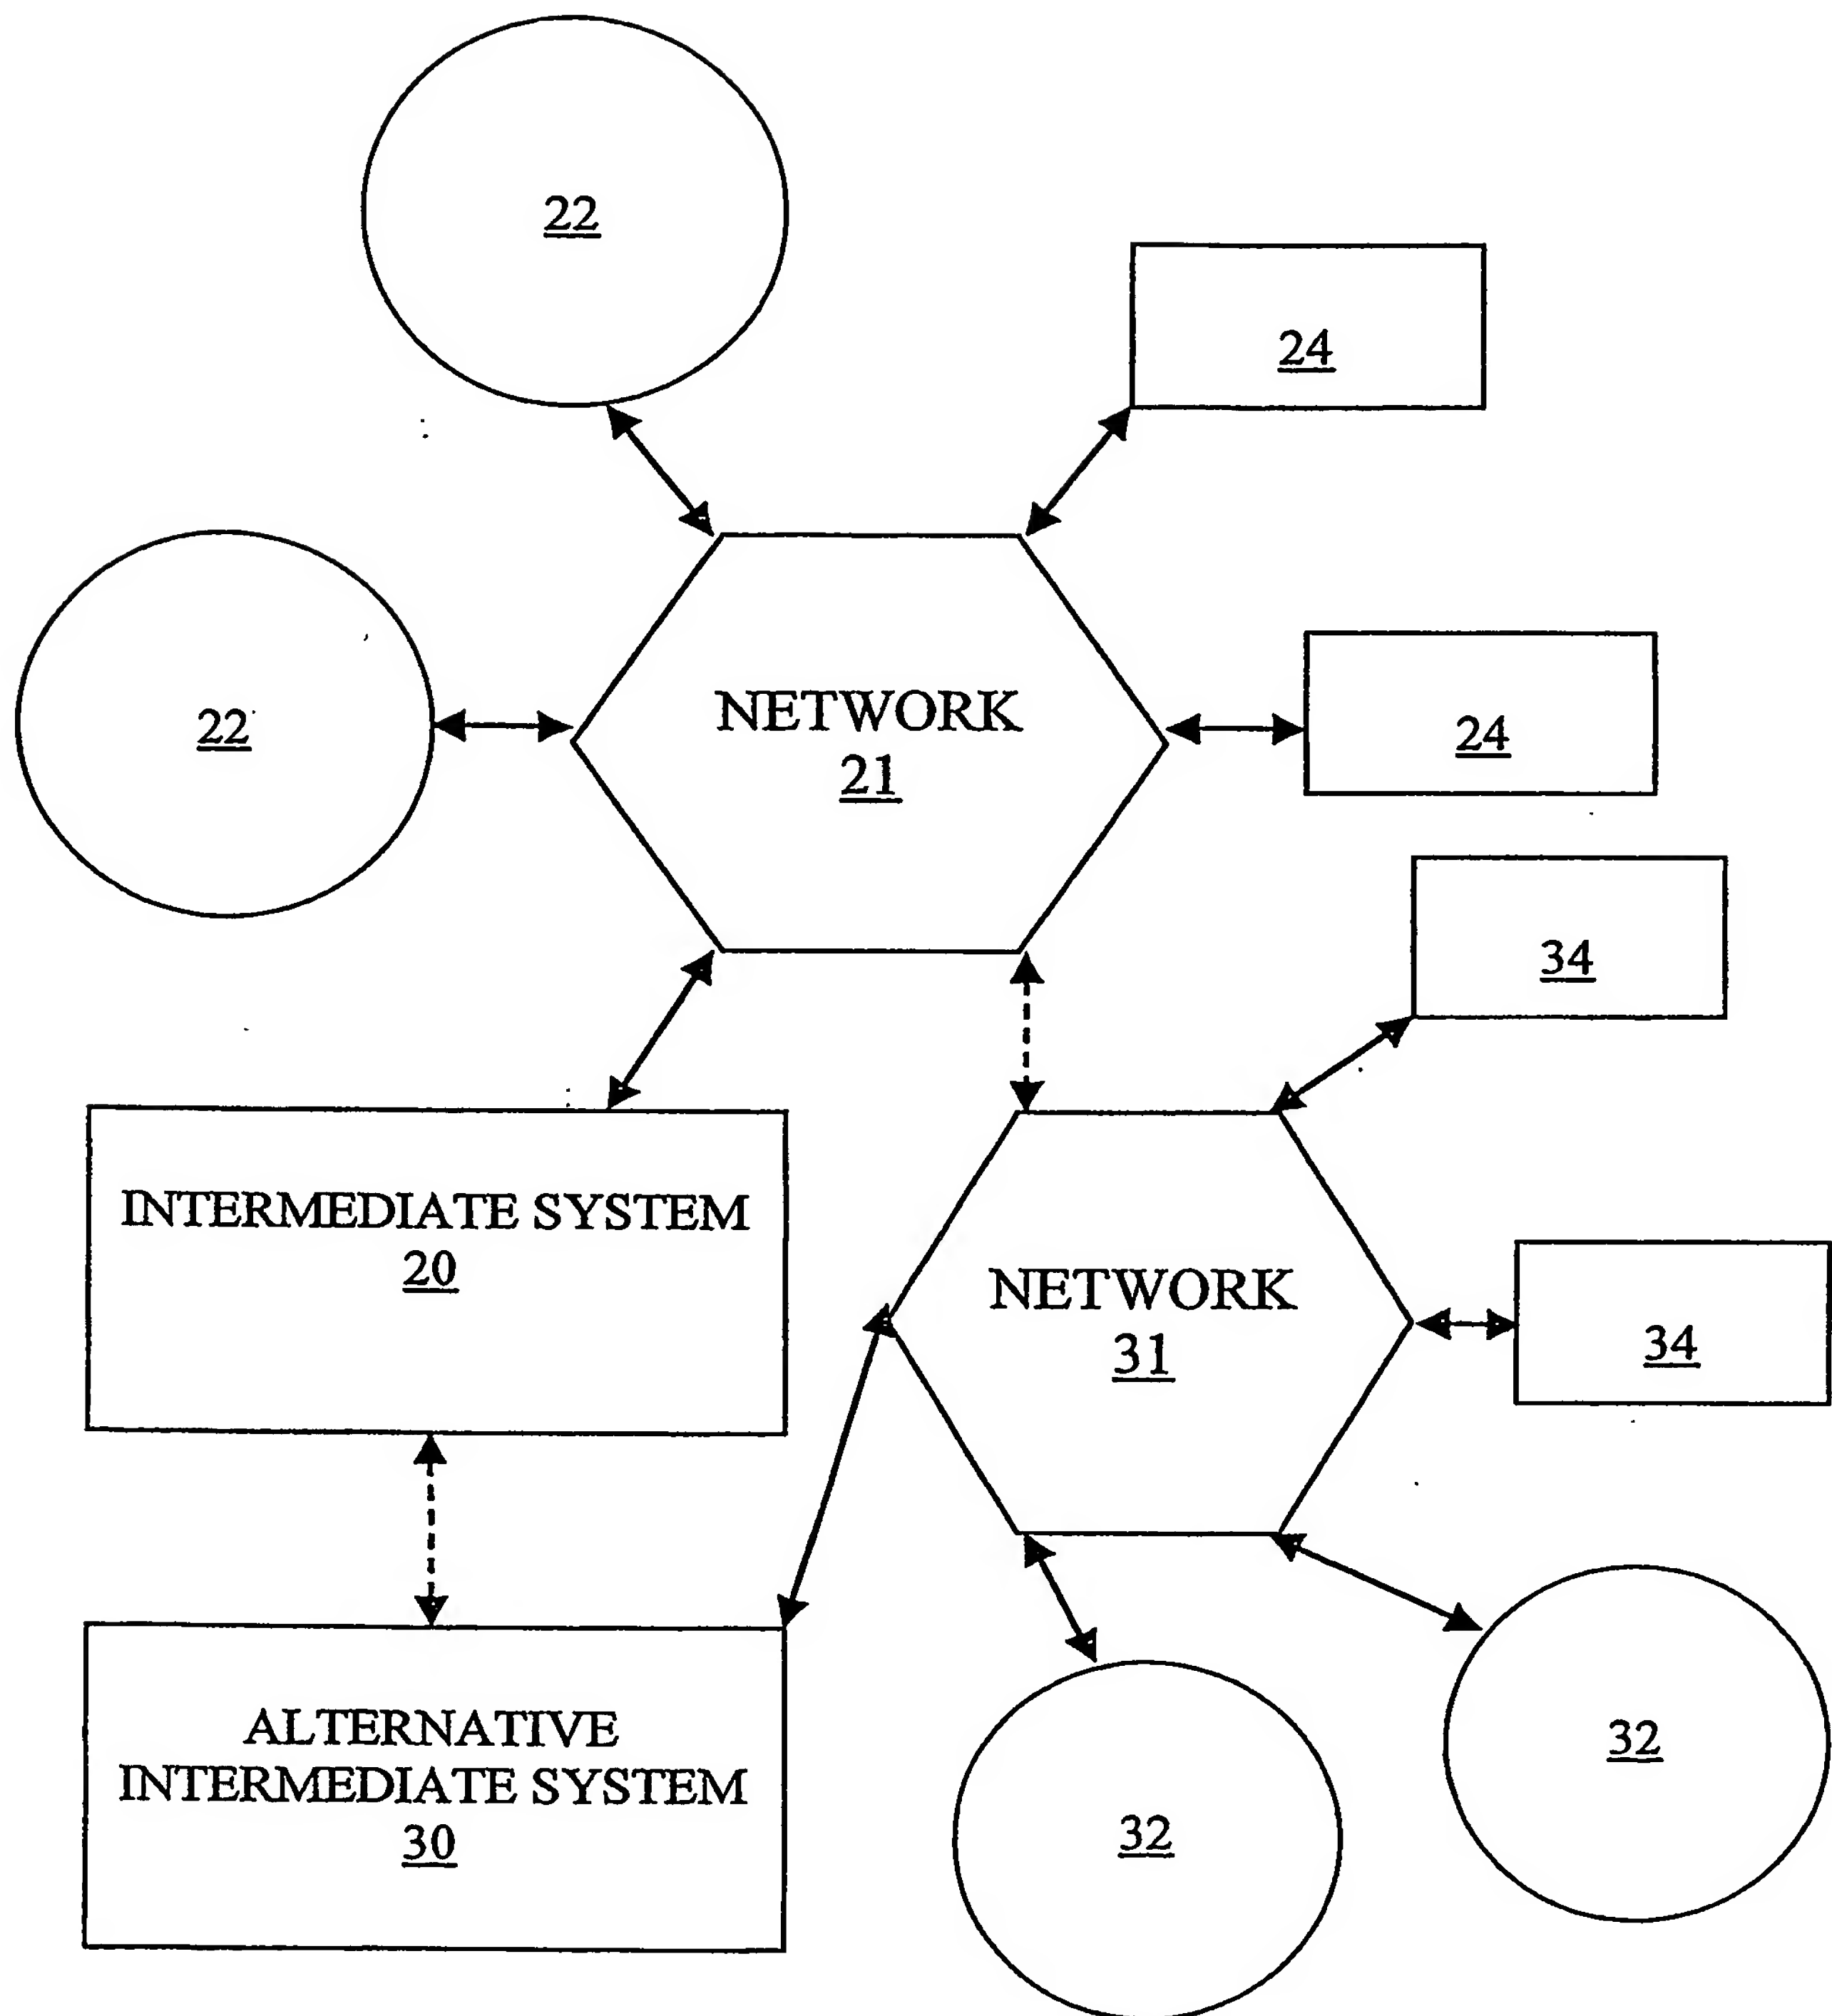 22
24
22
NETWORK
21
24
34
INTERMEDIATE SYSTEM
20
NETWORK
31
34
ALTERNATIVE
INTERMEDIATE SYSTEM
30
32
32